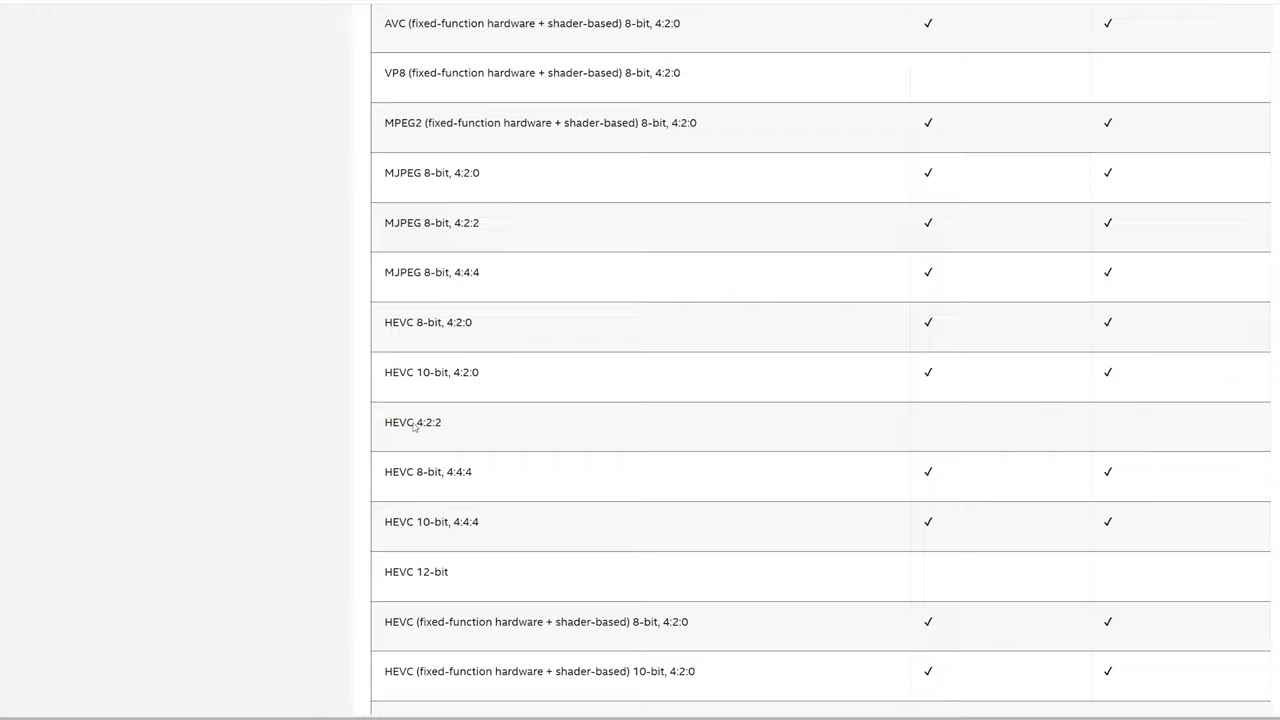 AVC (fixed-function hardware + shader-based) 8-bit, 4:2:0 ✓ ✓
VP8 (fixed-function hardware + shader-based) 8-bit, 4:2:0
MPEG2 (fixed-function hardware + shader-based) 8-bit, 4:2:0 ✓ ✓
MJPEG 8-bit, 4:2:0 ✓ ✓
MJPEG 8-bit, 4:2:2 ✓ ✓
MJPEG 8-bit, 4:4:4 ✓ ✓
HEVC 8-bit, 4:2:0 ✓ ✓
HEVC 10-bit, 4:2:0 ✓ ✓
HEVC 4:2:2
HEVC 8-bit, 4:4:4 ✓ ✓
HEVC 10-bit, 4:4:4 ✓ ✓
HEVC 12-bit
HEVC (fixed-function hardware + shader-based) 8-bit, 4:2:0 ✓ ✓
HEVC (fixed-function hardware + shader-based) 10-bit, 4:2:0 ✓ ✓